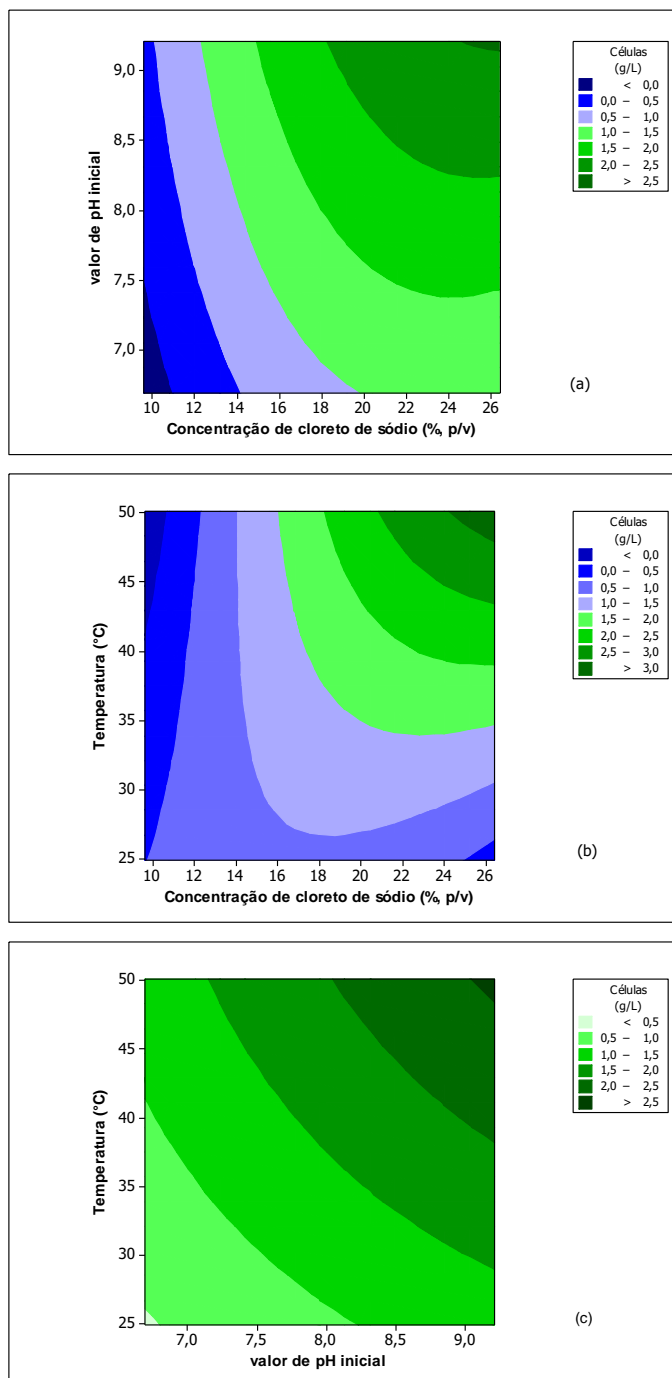 9,0
8,5
8,0
7,5
7,0
valor de pH inicial
10 12 14 16 18 20 22 24 26
Concentração de cloreto de sódio (%, p/v)
Células
(g/L)
< 0,0
0,0 – 0,5
0,5 – 1,0
1,0 – 1,5
1,5 – 2,0
2,0 – 2,5
> 2,5
(a)
50
45
40
35
30
25
Temperatura (°C)
10 12 14 16 18 20 22 24 26
Concentração de cloreto de sódio (%, p/v)
Células
(g/L)
< 0,0
0,0 – 0,5
0,5 – 1,0
1,0 – 1,5
1,5 – 2,0
2,0 – 2,5
2,5 – 3,0
> 3,0
(b)
50
45
40
35
30
25
Temperatura (°C)
7,0 7,5 8,0 8,5 9,0
valor de pH inicial
Células
(g/L)
< 0,5
0,5 – 1,0
1,0 – 1,5
1,5 – 2,0
2,0 – 2,5
> 2,5
(c)